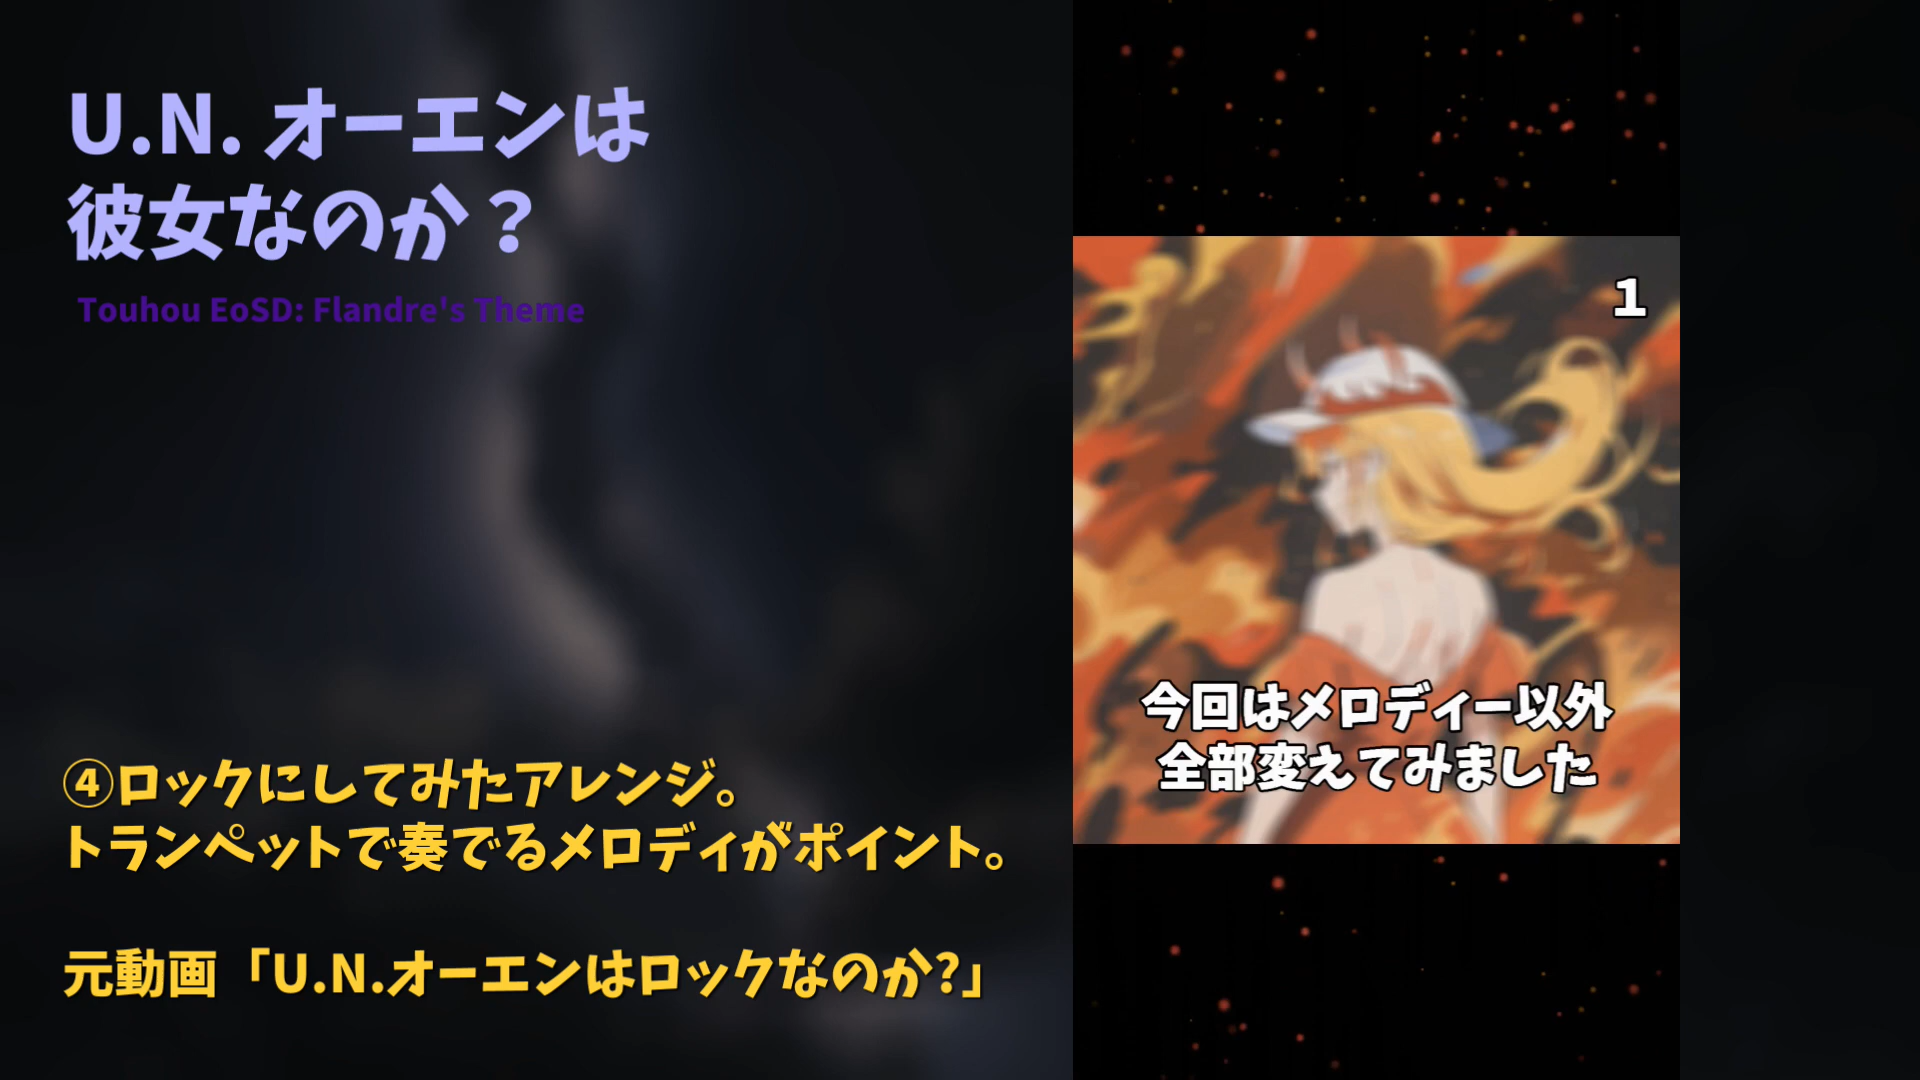 U.N. オーエンは
彼女なのか？
Touhou EoSD: Flandre's Theme
④ロックにしてみたアレンジ。
トランペットで奏でるメロディがポイント。
元動画「U.N.オーエンはロックなのか?」
1
今回はメロディー以外
全部変えてみました